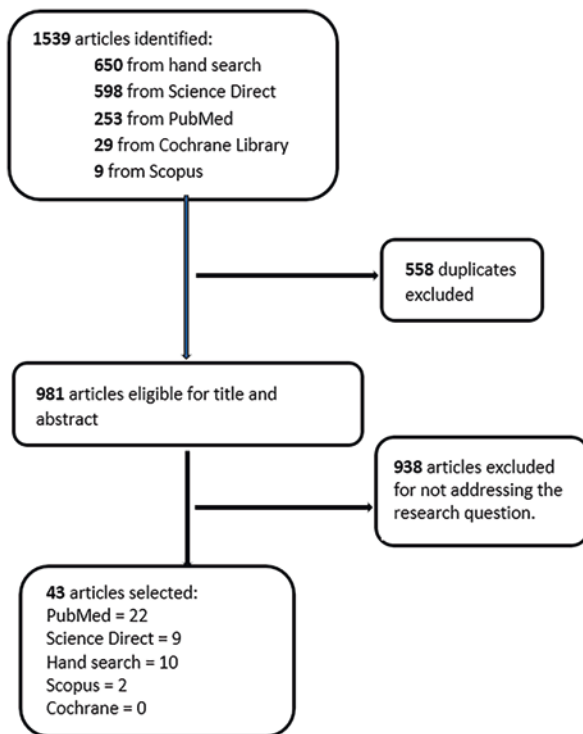 1539 articles identified:
650 from hand search
598 from Science Direct
253 from PubMed
29 from Cochrane Library
9 from Scopus
558 duplicates
excluded
981 articles eligible for title and
abstract
938 articles excluded
for not addressing the
research question.
43 articles selected:
PubMed = 22
Science Direct = 9
Hand search = 10
Scopus = 2
Cochrane = 0